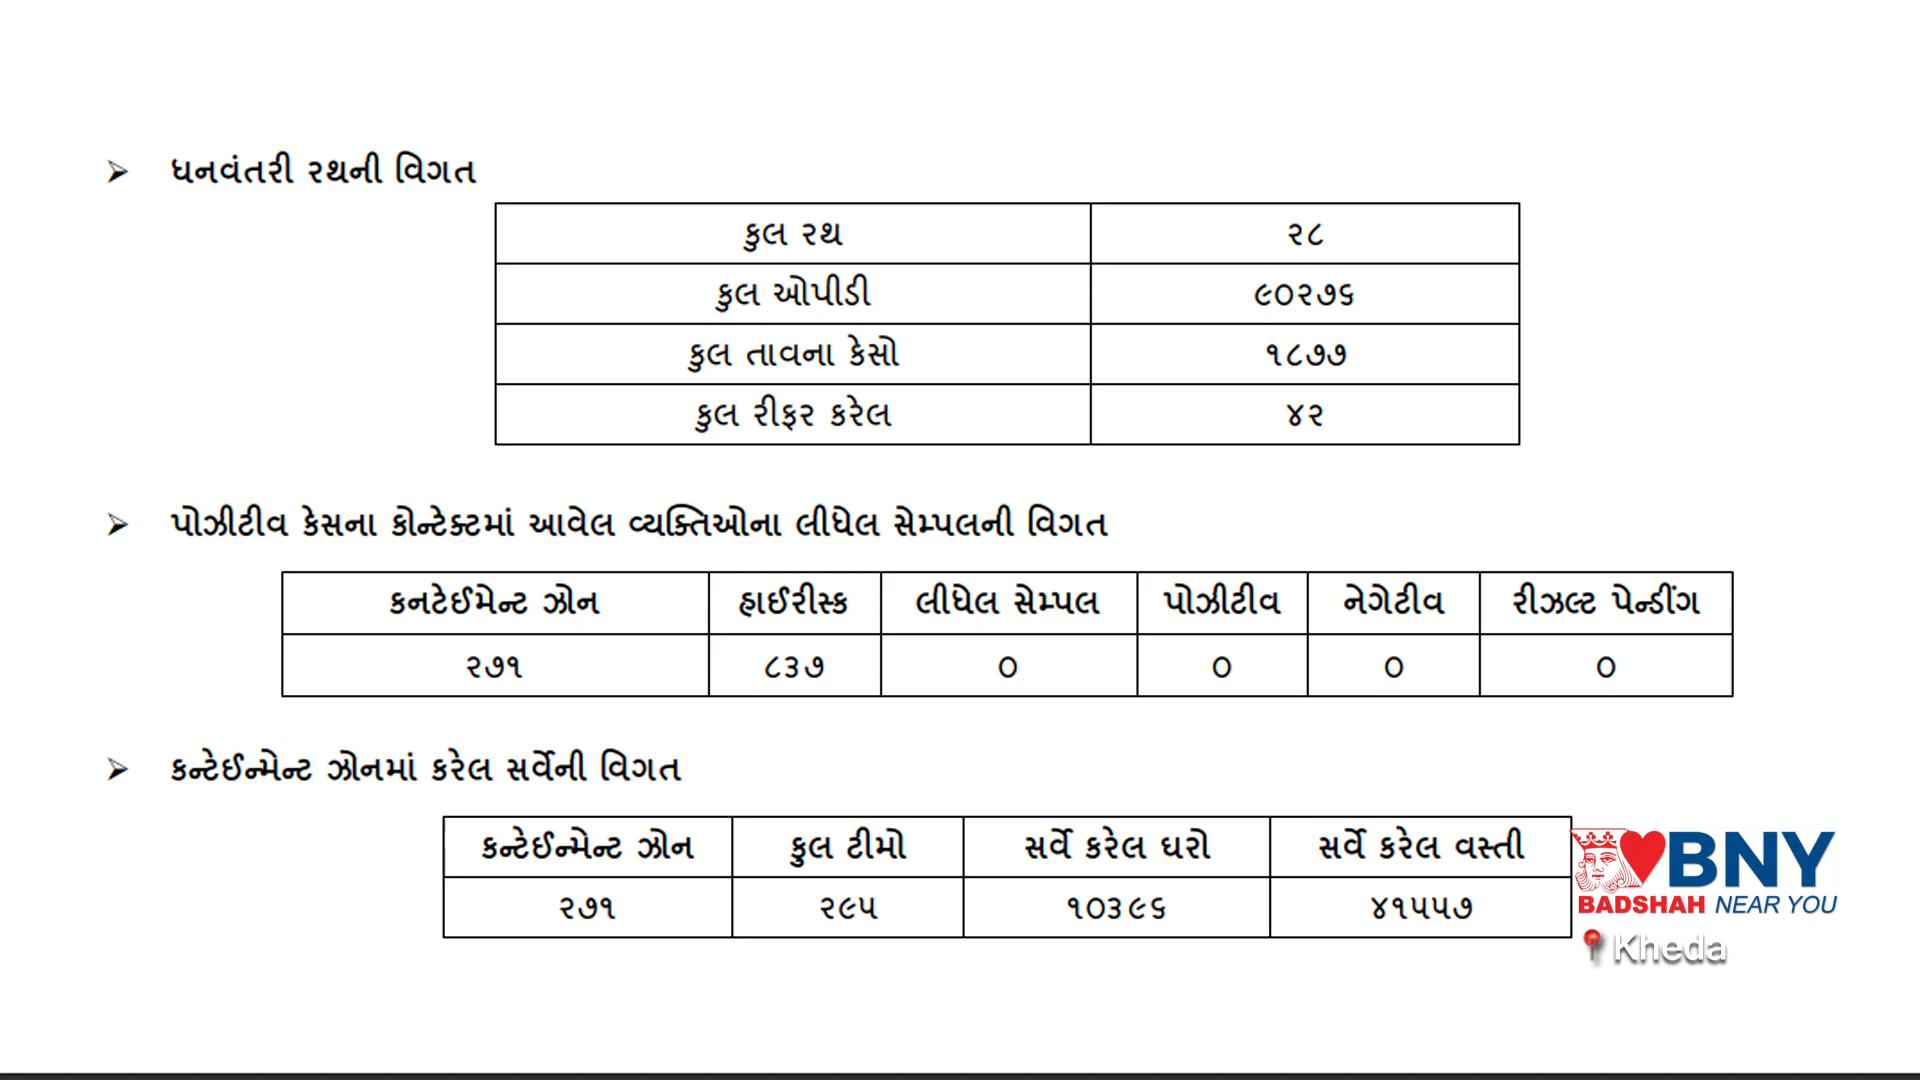 ➢ ધનવંતરી રથની વિગત
કુલ રથ ૨૮
કુલ ઓપીડી ૯૦૨૭૬
કુલ તાવના કેસો ૧૮૭૭
કુલ રીફર કરેલ ૪૨
➢ પોઝીટીવ કેસના કોન્ટેક્ટમાં આવેલ વ્યક્તિઓના લીધેલ સેમ્પલની વિગત
કનટેઈમેન્ટ ઝોન હાઈરીસ્ક લીધેલ સેમ્પલ પોઝીટીવ નેગેટીવ રીઝલ્ટ પેન્ડીંગ
૨૭૧ ૮૩૭ ૦ ૦ ૦ ૦
➢ કન્ટેઈન્મેન્ટ ઝોનમાં કરેલ સર્વેની વિગત
કન્ટેઈન્મેન્ટ ઝોન કુલ ટીમો સર્વે કરેલ ઘરો સર્વે કરેલ વસ્તી
૨૭૧ ૨૯૫ ૧૦૩૯૬ ૪૧૫૫૭
BNY
BADSHAH NEAR YOU
Kheda